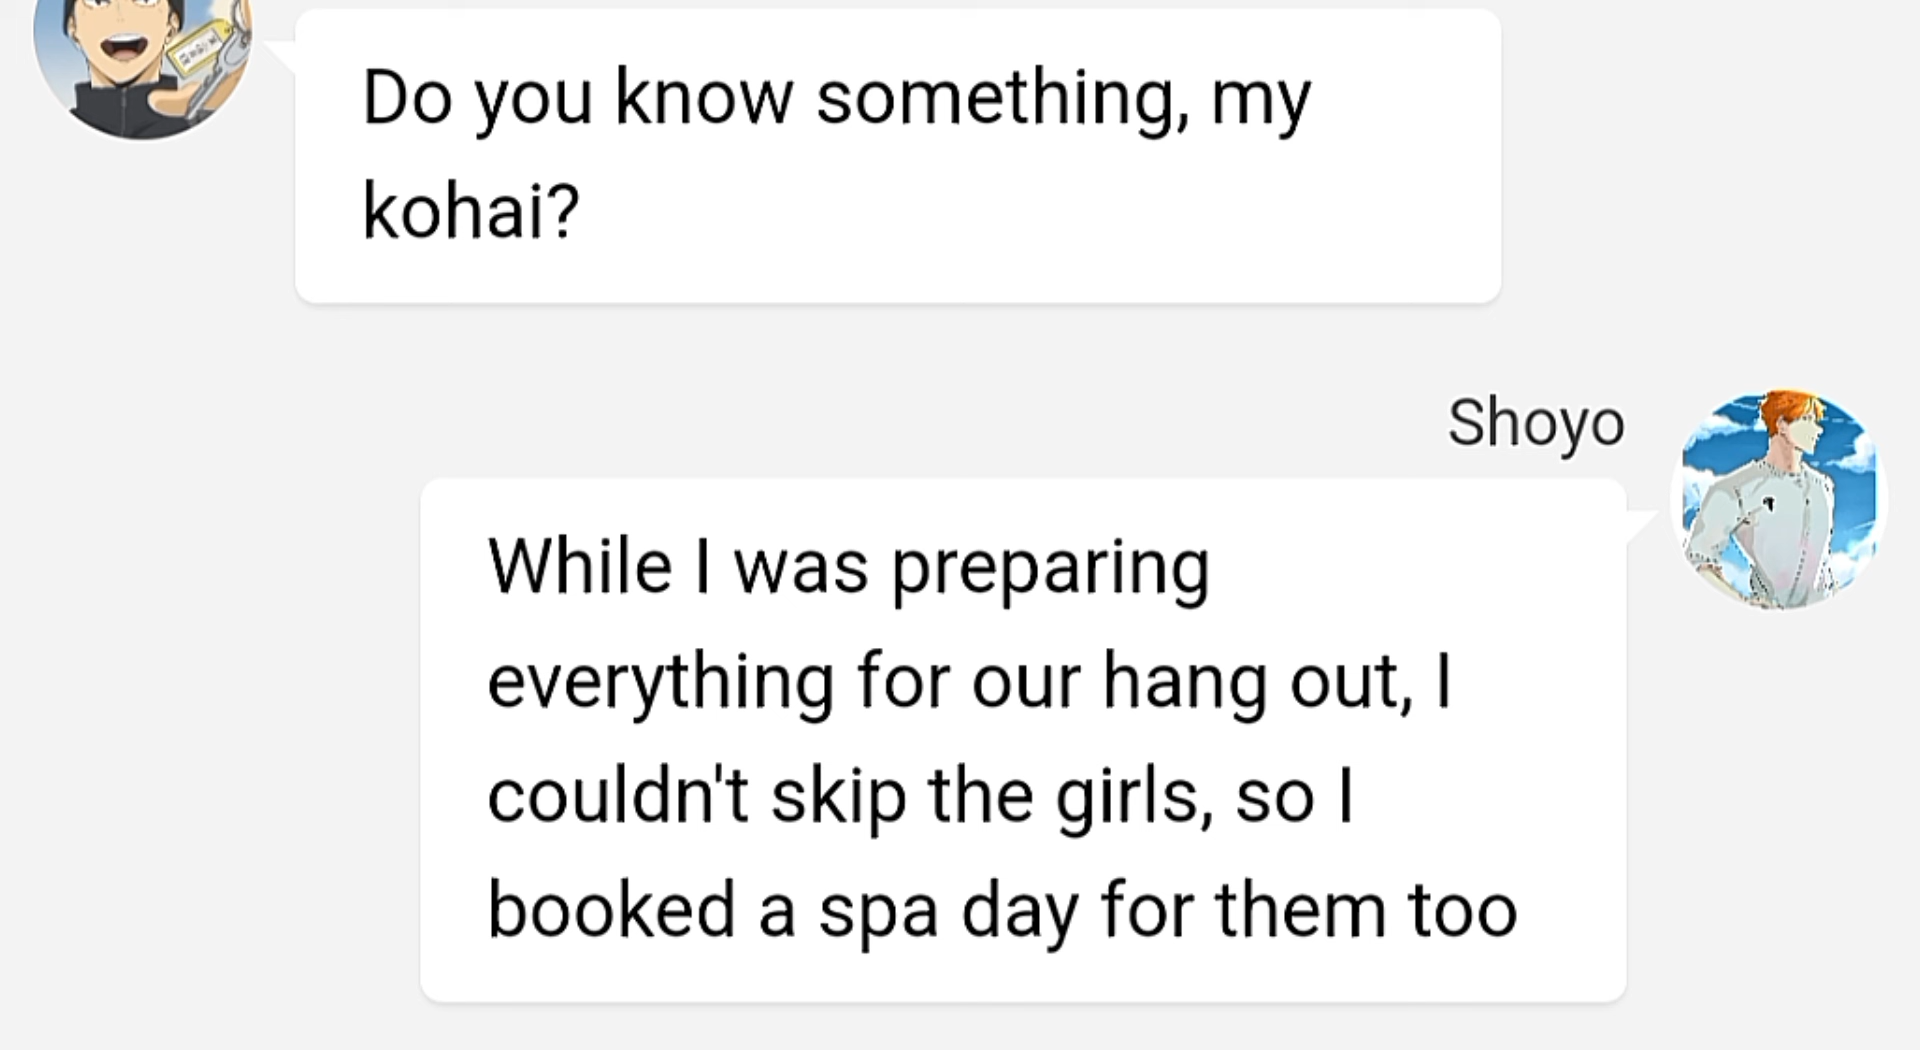 Do you know something, my
kohai?
Shoyo
While I was preparing
everything for our hang out, I
couldn't skip the girls, so I
booked a spa day for them too